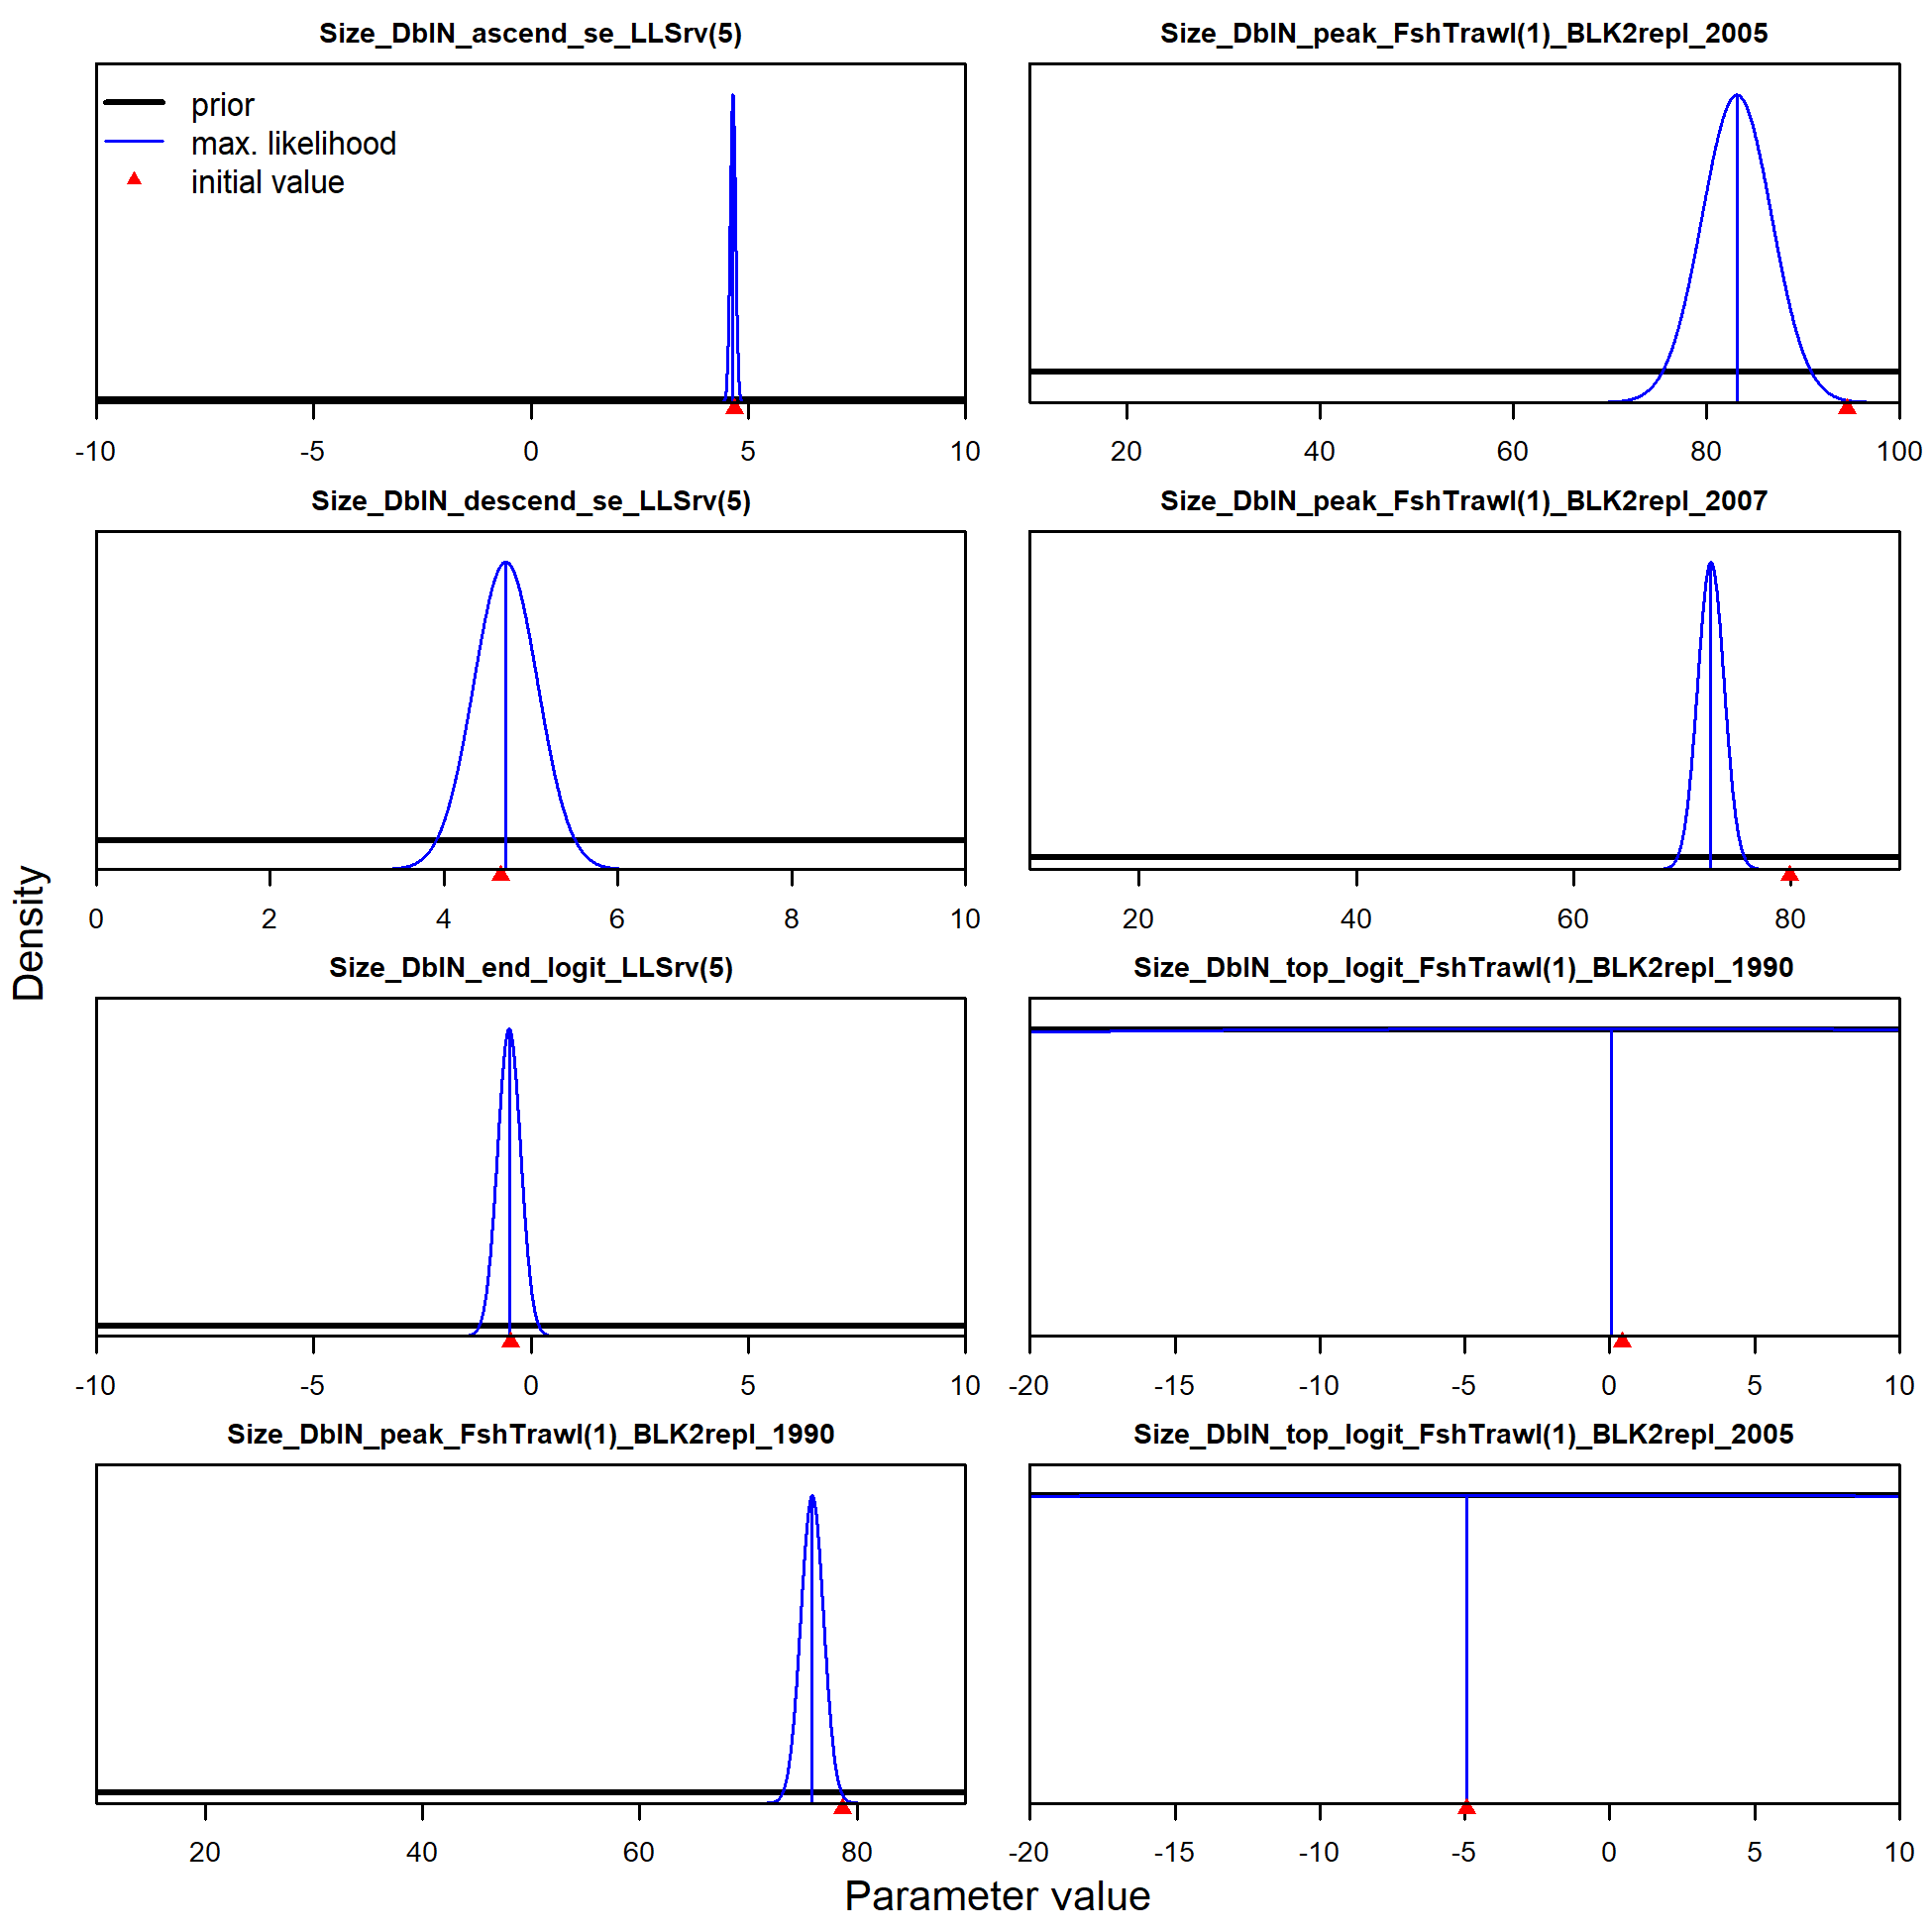 Size_DblN_ascend_se_LLSrv(5)
prior
max. likelihood
initial value
-10 -5 0 5 10
Size_DblN_peak_FshTrawl(1)_BLK2repl_2005
20 40 60 80 100
Size_DblN_descend_se_LLSrv(5)
0 2 4 6 8 10
Size_DblN_peak_FshTrawl(1)_BLK2repl_2007
20 40 60 80
Size_DblN_end_logit_LLSrv(5)
-10 -5 0 5 10
Size_DblN_top_logit_FshTrawl(1)_BLK2repl_1990
-20 -15 -10 -5 0 5 10
Size_DblN_peak_FshTrawl(1)_BLK2repl_1990
20 40 60 80
Size_DblN_top_logit_FshTrawl(1)_BLK2repl_2005
-20 -15 -10 -5 0 5 10
Density
Parameter value